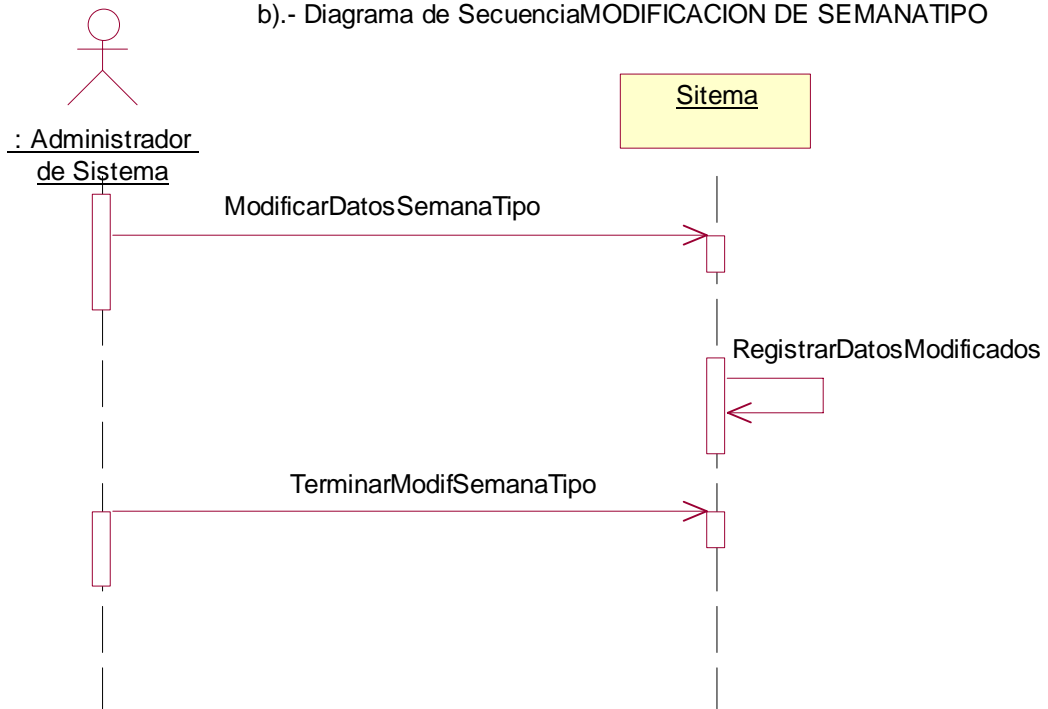 b).- Diagrama de SecuenciaMODIFICACION DE SEMANATIPO
Sitema
: Administrador
de Sistema
ModificarDatosSemanaTipo
RegistrarDatosModificados
TerminarModifSemanaTipo